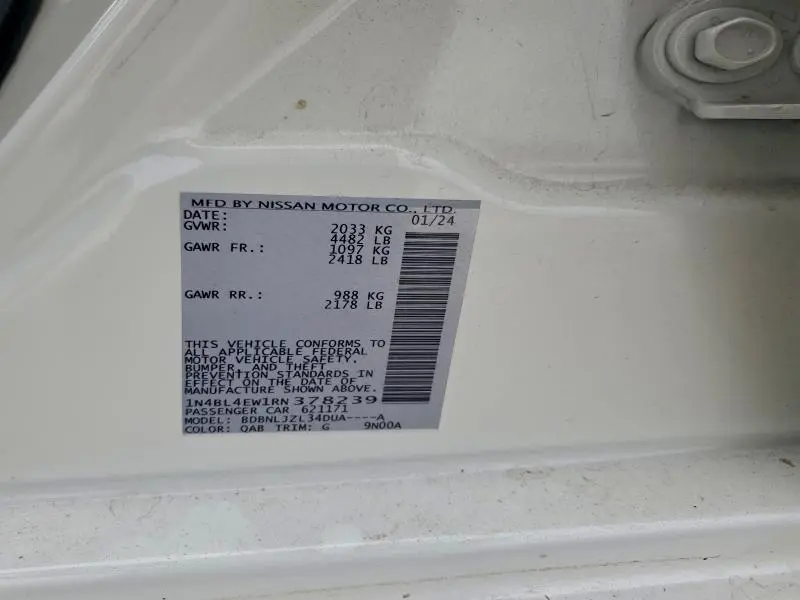 MFD BY NISSAN MOTOR CO., LTD.
DATE: 01/24
GVWR: 2033 KG
4482 LB
GAWR FR.: 1097 KG
2418 LB
GAWR RR.: 988 KG
2178 LB
THIS VEHICLE CONFORMS TO
ALL APPLICABLE FEDERAL
MOTOR VEHICLE SAFETY,
BUMPER, AND THEFT
PREVENTION STANDARDS IN
EFFECT ON THE DATE OF
MANUFACTURE SHOWN ABOVE.
1N4BL4EW1RN378239
PASSENGER CAR 621171
MODEL: BDBNLJZL34DUA----A
COLOR: QAB TRIM: G 9N00A